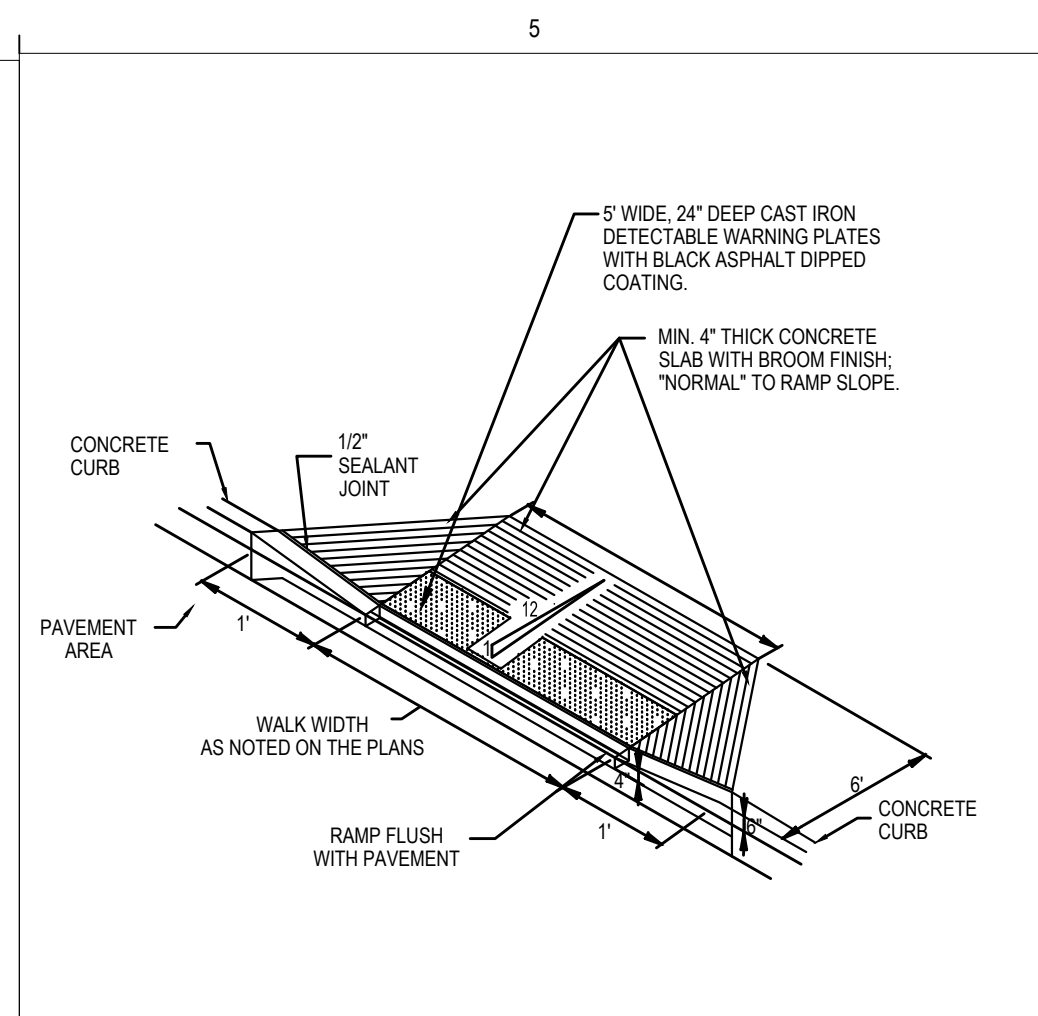 5
5' WIDE, 24" DEEP CAST IRON
DETECTABLE WARNING PLATES
WITH BLACK ASPHALT DIPPED
COATING.
MIN. 4" THICK CONCRETE
SLAB WITH BROOM FINISH;
"NORMAL" TO RAMP SLOPE.
CONCRETE
CURB
1/2"
SEALANT
JOINT
12
1
PAVEMENT
AREA
1'
WALK WIDTH
AS NOTED ON THE PLANS
4"
6'
6"
CONCRETE
CURB
RAMP FLUSH
WITH PAVEMENT
1'